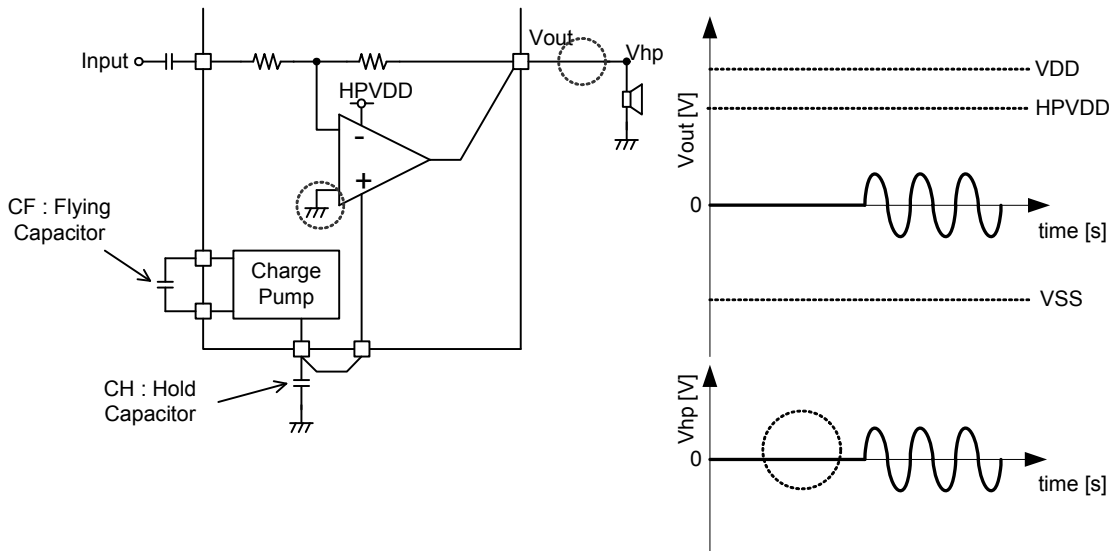 Input
Vout
Vhp
HPVDD
-
+
CF : Flying
Capacitor
Charge
Pump
CH : Hold
Capacitor
Vout [V]
VDD
HPVDD
0
time [s]
VSS
Vhp [V]
0
time [s]